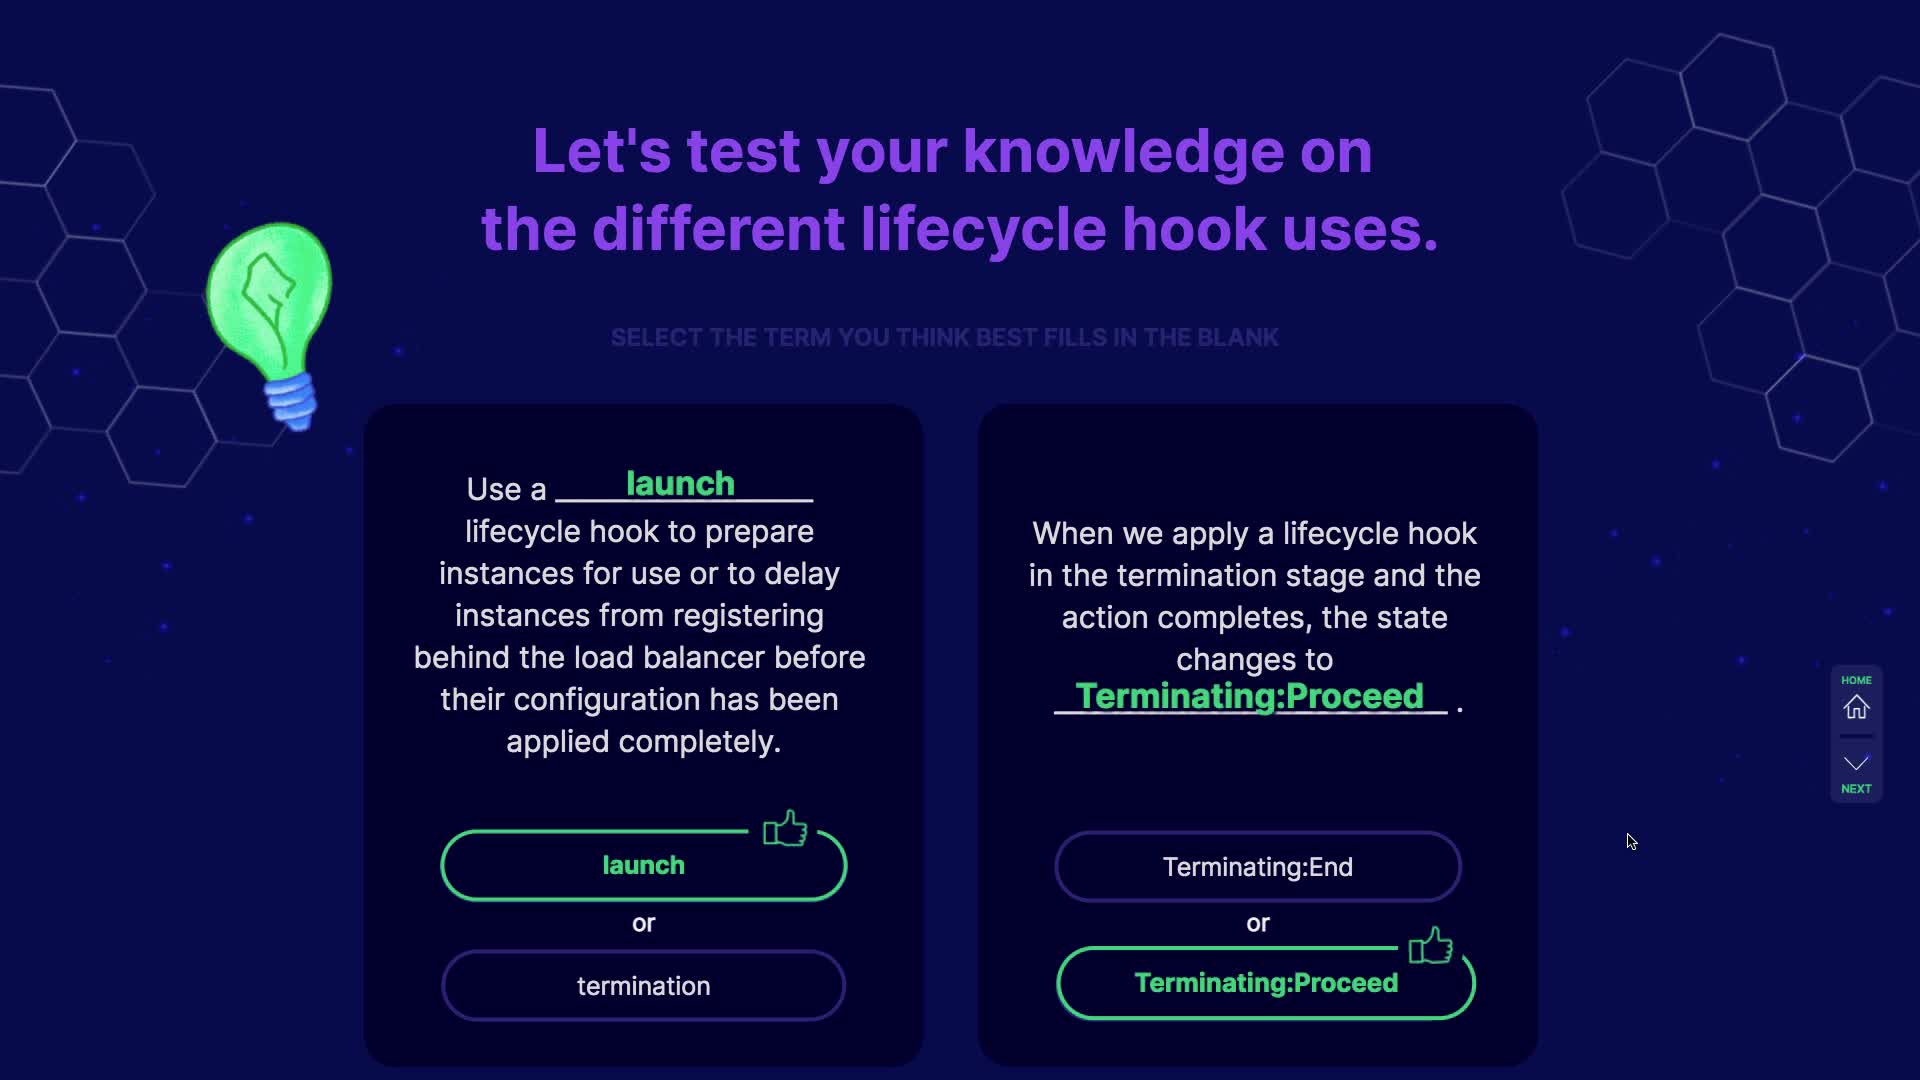 Let's test your knowledge on
the different lifecycle hook uses.
SELECT THE TERM YOU THINK BEST FILLS IN THE BLANK
Use a launch
lifecycle hook to prepare
instances for use or to delay
instances from registering
behind the load balancer before
their configuration has been
applied completely.
launch
or
termination
When we apply a lifecycle hook
in the termination stage and the
action completes, the state
changes to
Terminating:Proceed .
Terminating:End
or
Terminating:Proceed
HOME
NEXT